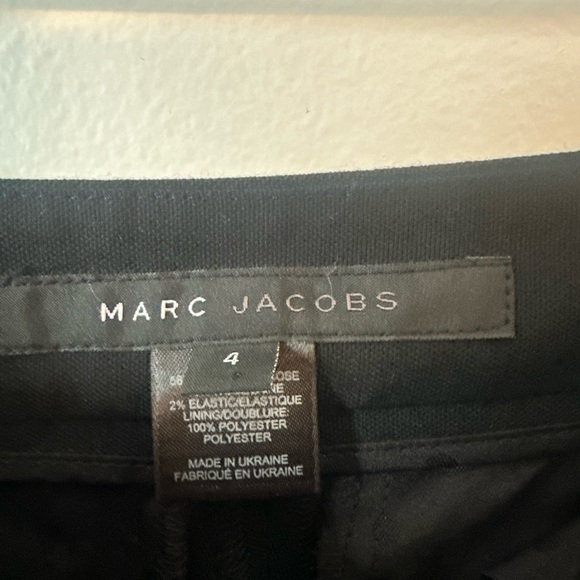 MARC JACOBS
4
2% ELASTIC/ELASTIQUE
LINING/DOUBLURE:
100% POLYESTER
POLYESTER
MADE IN UKRAINE
FABRIQUÉ EN UKRAINE